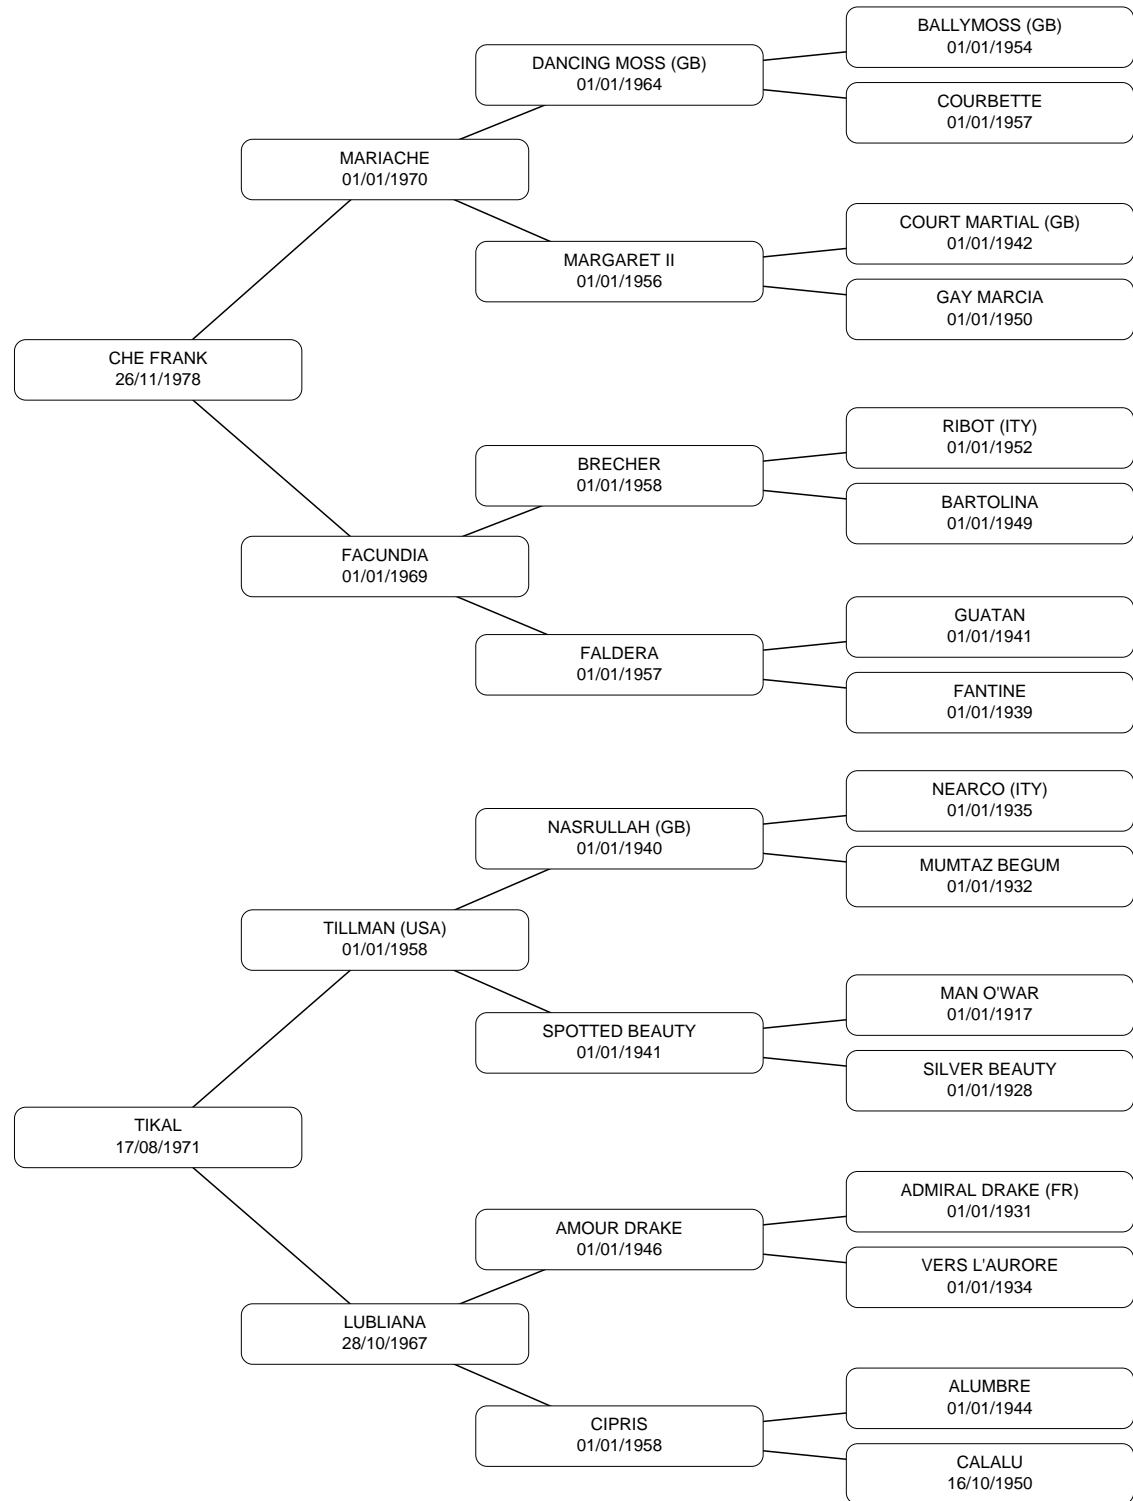 BALLYMOSS (GB)
01/01/1954
DANCING MOSS (GB)
01/01/1964
COURBETTE
01/01/1957
MARIACHE
01/01/1970
COURT MARTIAL (GB)
01/01/1942
MARGARET II
01/01/1956
GAY MARCIA
01/01/1950
CHE FRANK
26/11/1978
RIBOT (ITY)
01/01/1952
BRECHER
01/01/1958
BARTOLINA
01/01/1949
FACUNDIA
01/01/1969
GUATAN
01/01/1941
FALDERA
01/01/1957
FANTINE
01/01/1939
NEARCO (ITY)
01/01/1935
NASRULLAH (GB)
01/01/1940
MUMTAZ BEGUM
01/01/1932
TILLMAN (USA)
01/01/1958
MAN O'WAR
01/01/1917
SPOTTED BEAUTY
01/01/1941
SILVER BEAUTY
01/01/1928
TIKAL
17/08/1971
ADMIRAL DRAKE (FR)
01/01/1931
AMOUR DRAKE
01/01/1946
VERS L'AURORE
01/01/1934
LUBLIANA
28/10/1967
ALUMBRE
01/01/1944
CIPRIS
01/01/1958
CALALU
16/10/1950